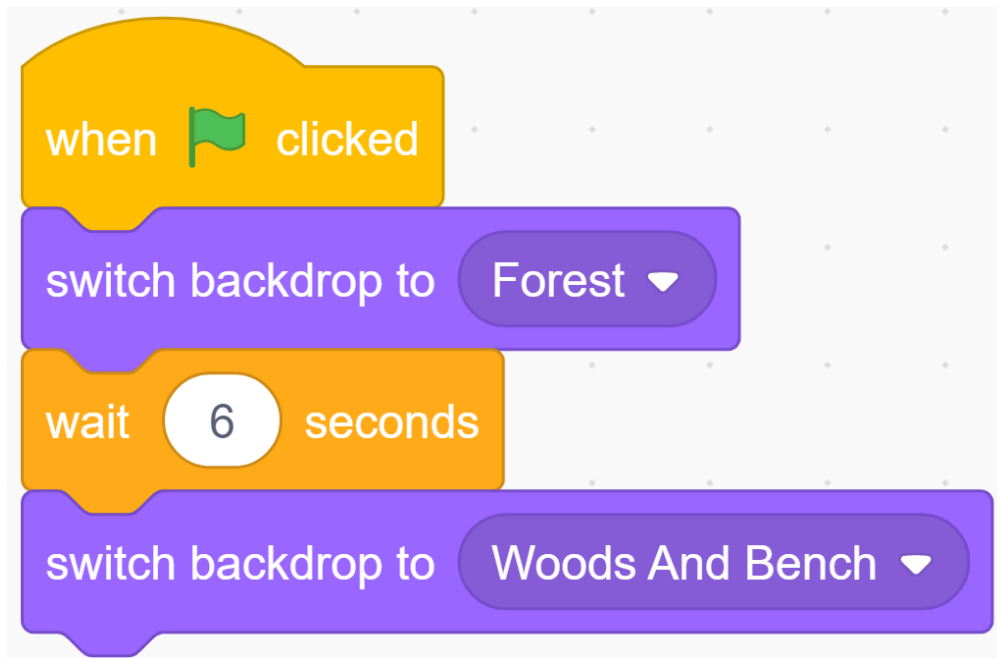 when clicked
switch backdrop to Forest
wait 6 seconds
switch backdrop to Woods And Bench